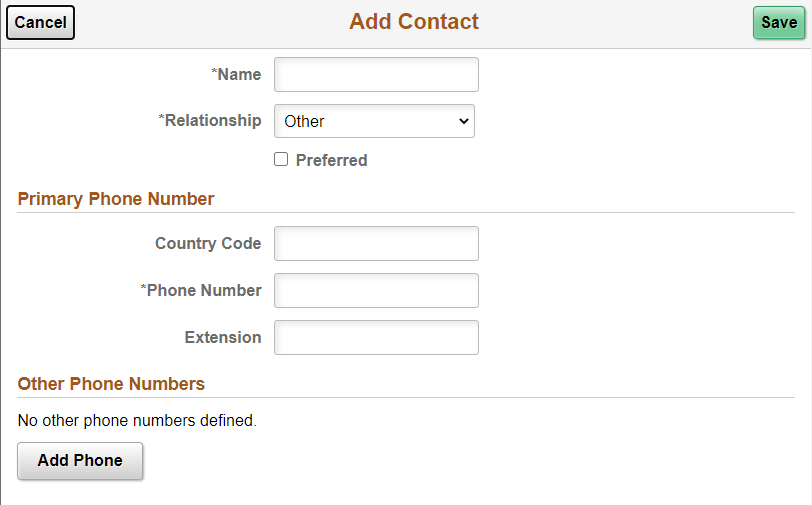 Cancel Add Contact Save
*Name
*Relationship Other
Preferred
Primary Phone Number
Country Code
*Phone Number
Extension
Other Phone Numbers
No other phone numbers defined.
Add Phone